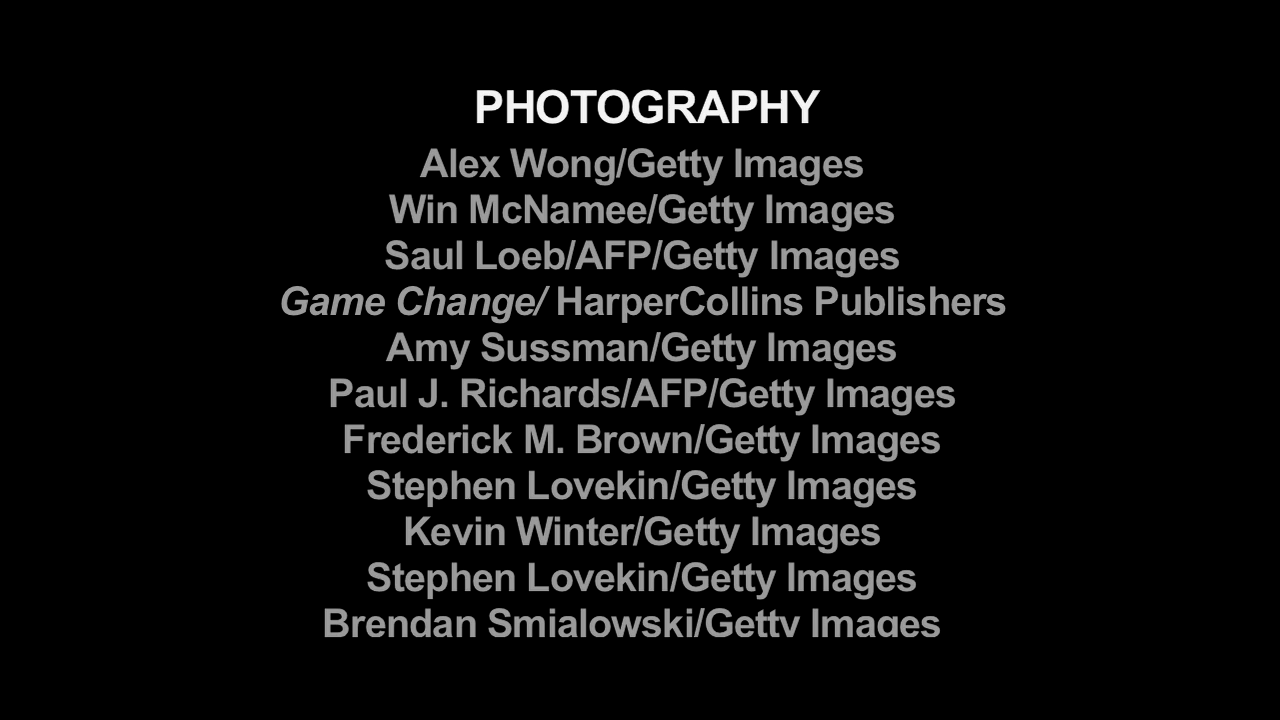 PHOTOGRAPHY
Alex Wong/Getty Images
Win McNamee/Getty Images
Saul Loeb/AFP/Getty Images
Game Change/ HarperCollins Publishers
Amy Sussman/Getty Images
Paul J. Richards/AFP/Getty Images
Frederick M. Brown/Getty Images
Stephen Lovekin/Getty Images
Kevin Winter/Getty Images
Stephen Lovekin/Getty Images
Brendan Smialowski/Getty Images